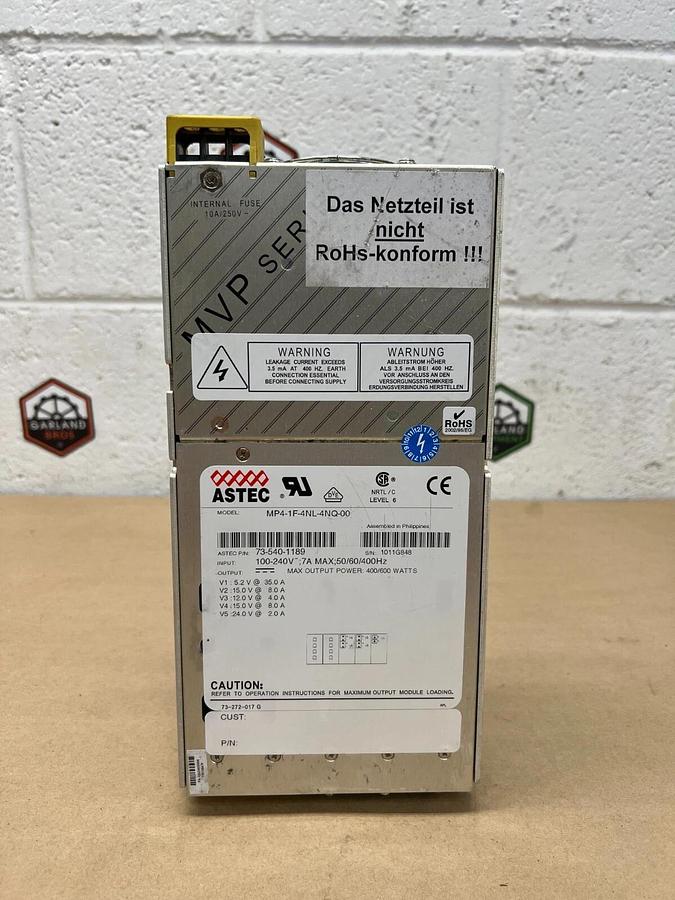 INTERNAL FUSE
10A/250V~
MVP SERI
Das Netzteil ist
nicht
RoHs-konform !!!
WARNING
LEAKAGE CURRENT EXCEEDS
3.5 mA AT 400 HZ. EARTH
CONNECTION ESSENTIAL
BEFORE CONNECTING SUPPLY
WARNUNG
ABLEITSTROM HÖHER
ALS 3.5 mA BEI 400 HZ.
VOR ANSCHLUSS AN DEN
VERSORGUNGSSTROMKREIS
ERDUNGSVERBINDUNG HERSTELLEN
GARLAND
BROS
RoHS
2002/95/EG
ASTEC
DVE
SA
NRTL / C
LEVEL 6
CE
MODEL: MP4-1F-4NL-4NQ-00
Assembled in Philippines
ASTEC P/N: 73-540-1189
S/N: 1011G848
INPUT: 100-240V~;7A MAX;50/60/400Hz
OUTPUT: MAX OUTPUT POWER: 400/600 WATTS
V1 : 5.2 V @ 35.0 A
V2 :15.0 V @ 8.0 A
V3 :12.0 V @ 4.0 A
V4 :15.0 V @ 8.0 A
V5 :24.0 V @ 2.0 A
CAUTION:
REFER TO OPERATION INSTRUCTIONS FOR MAXIMUM OUTPUT MODULE LOADING.
73-272-017 G
CUST:
P/N: